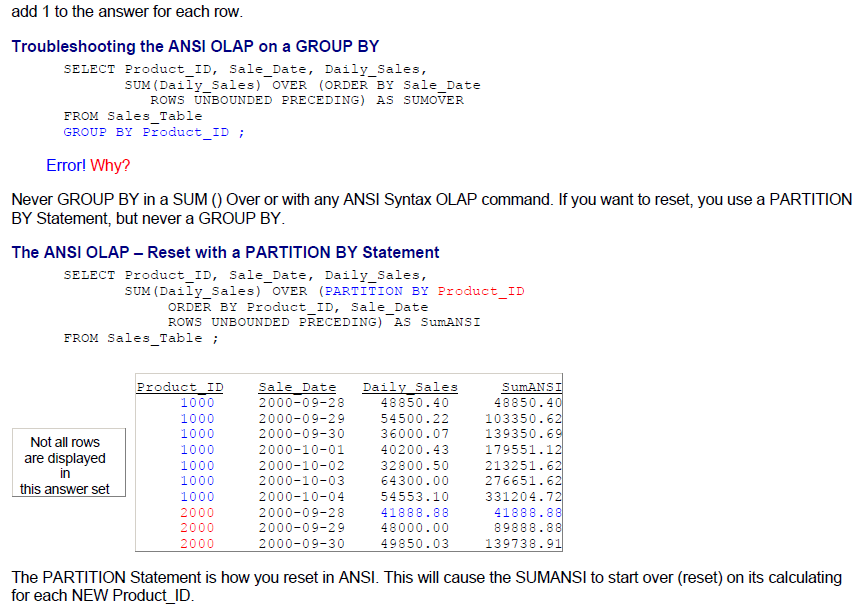 add 1 to the answer for each row.
Troubleshooting the ANSI OLAP on a GROUP BY
SELECT Product_ID, Sale_Date, Daily_Sales,
SUM(Daily_Sales) OVER (ORDER BY Sale_Date
ROWS UNBOUNDED PRECEDING) AS SUMOVER
FROM Sales_Table
GROUP BY Product_ID ;
Error! Why?
Never GROUP BY in a SUM () Over or with any ANSI Syntax OLAP command. If you want to reset, you use a PARTITION
BY Statement, but never a GROUP BY.
The ANSI OLAP – Reset with a PARTITION BY Statement
SELECT Product_ID, Sale_Date, Daily_Sales,
SUM(Daily_Sales) OVER (PARTITION BY Product_ID
ORDER BY Product_ID, Sale_Date
ROWS UNBOUNDED PRECEDING) AS SumANSI
FROM Sales_Table ;
Product_ID Sale_Date Daily_Sales SumANSI
1000 2000-09-28 48850.40 48850.40
1000 2000-09-29 54500.22 103350.62
1000 2000-09-30 36000.07 139350.69
1000 2000-10-01 40200.43 179551.12
1000 2000-10-02 32800.50 213251.62
1000 2000-10-03 64300.00 276651.62
1000 2000-10-04 54553.10 331204.72
2000 2000-09-28 41888.88 41888.88
2000 2000-09-29 48000.00 89888.88
2000 2000-09-30 49850.03 139738.91
Not all rows
are displayed
in
this answer set
The PARTITION Statement is how you reset in ANSI. This will cause the SUMANSI to start over (reset) on its calculating
for each NEW Product_ID.